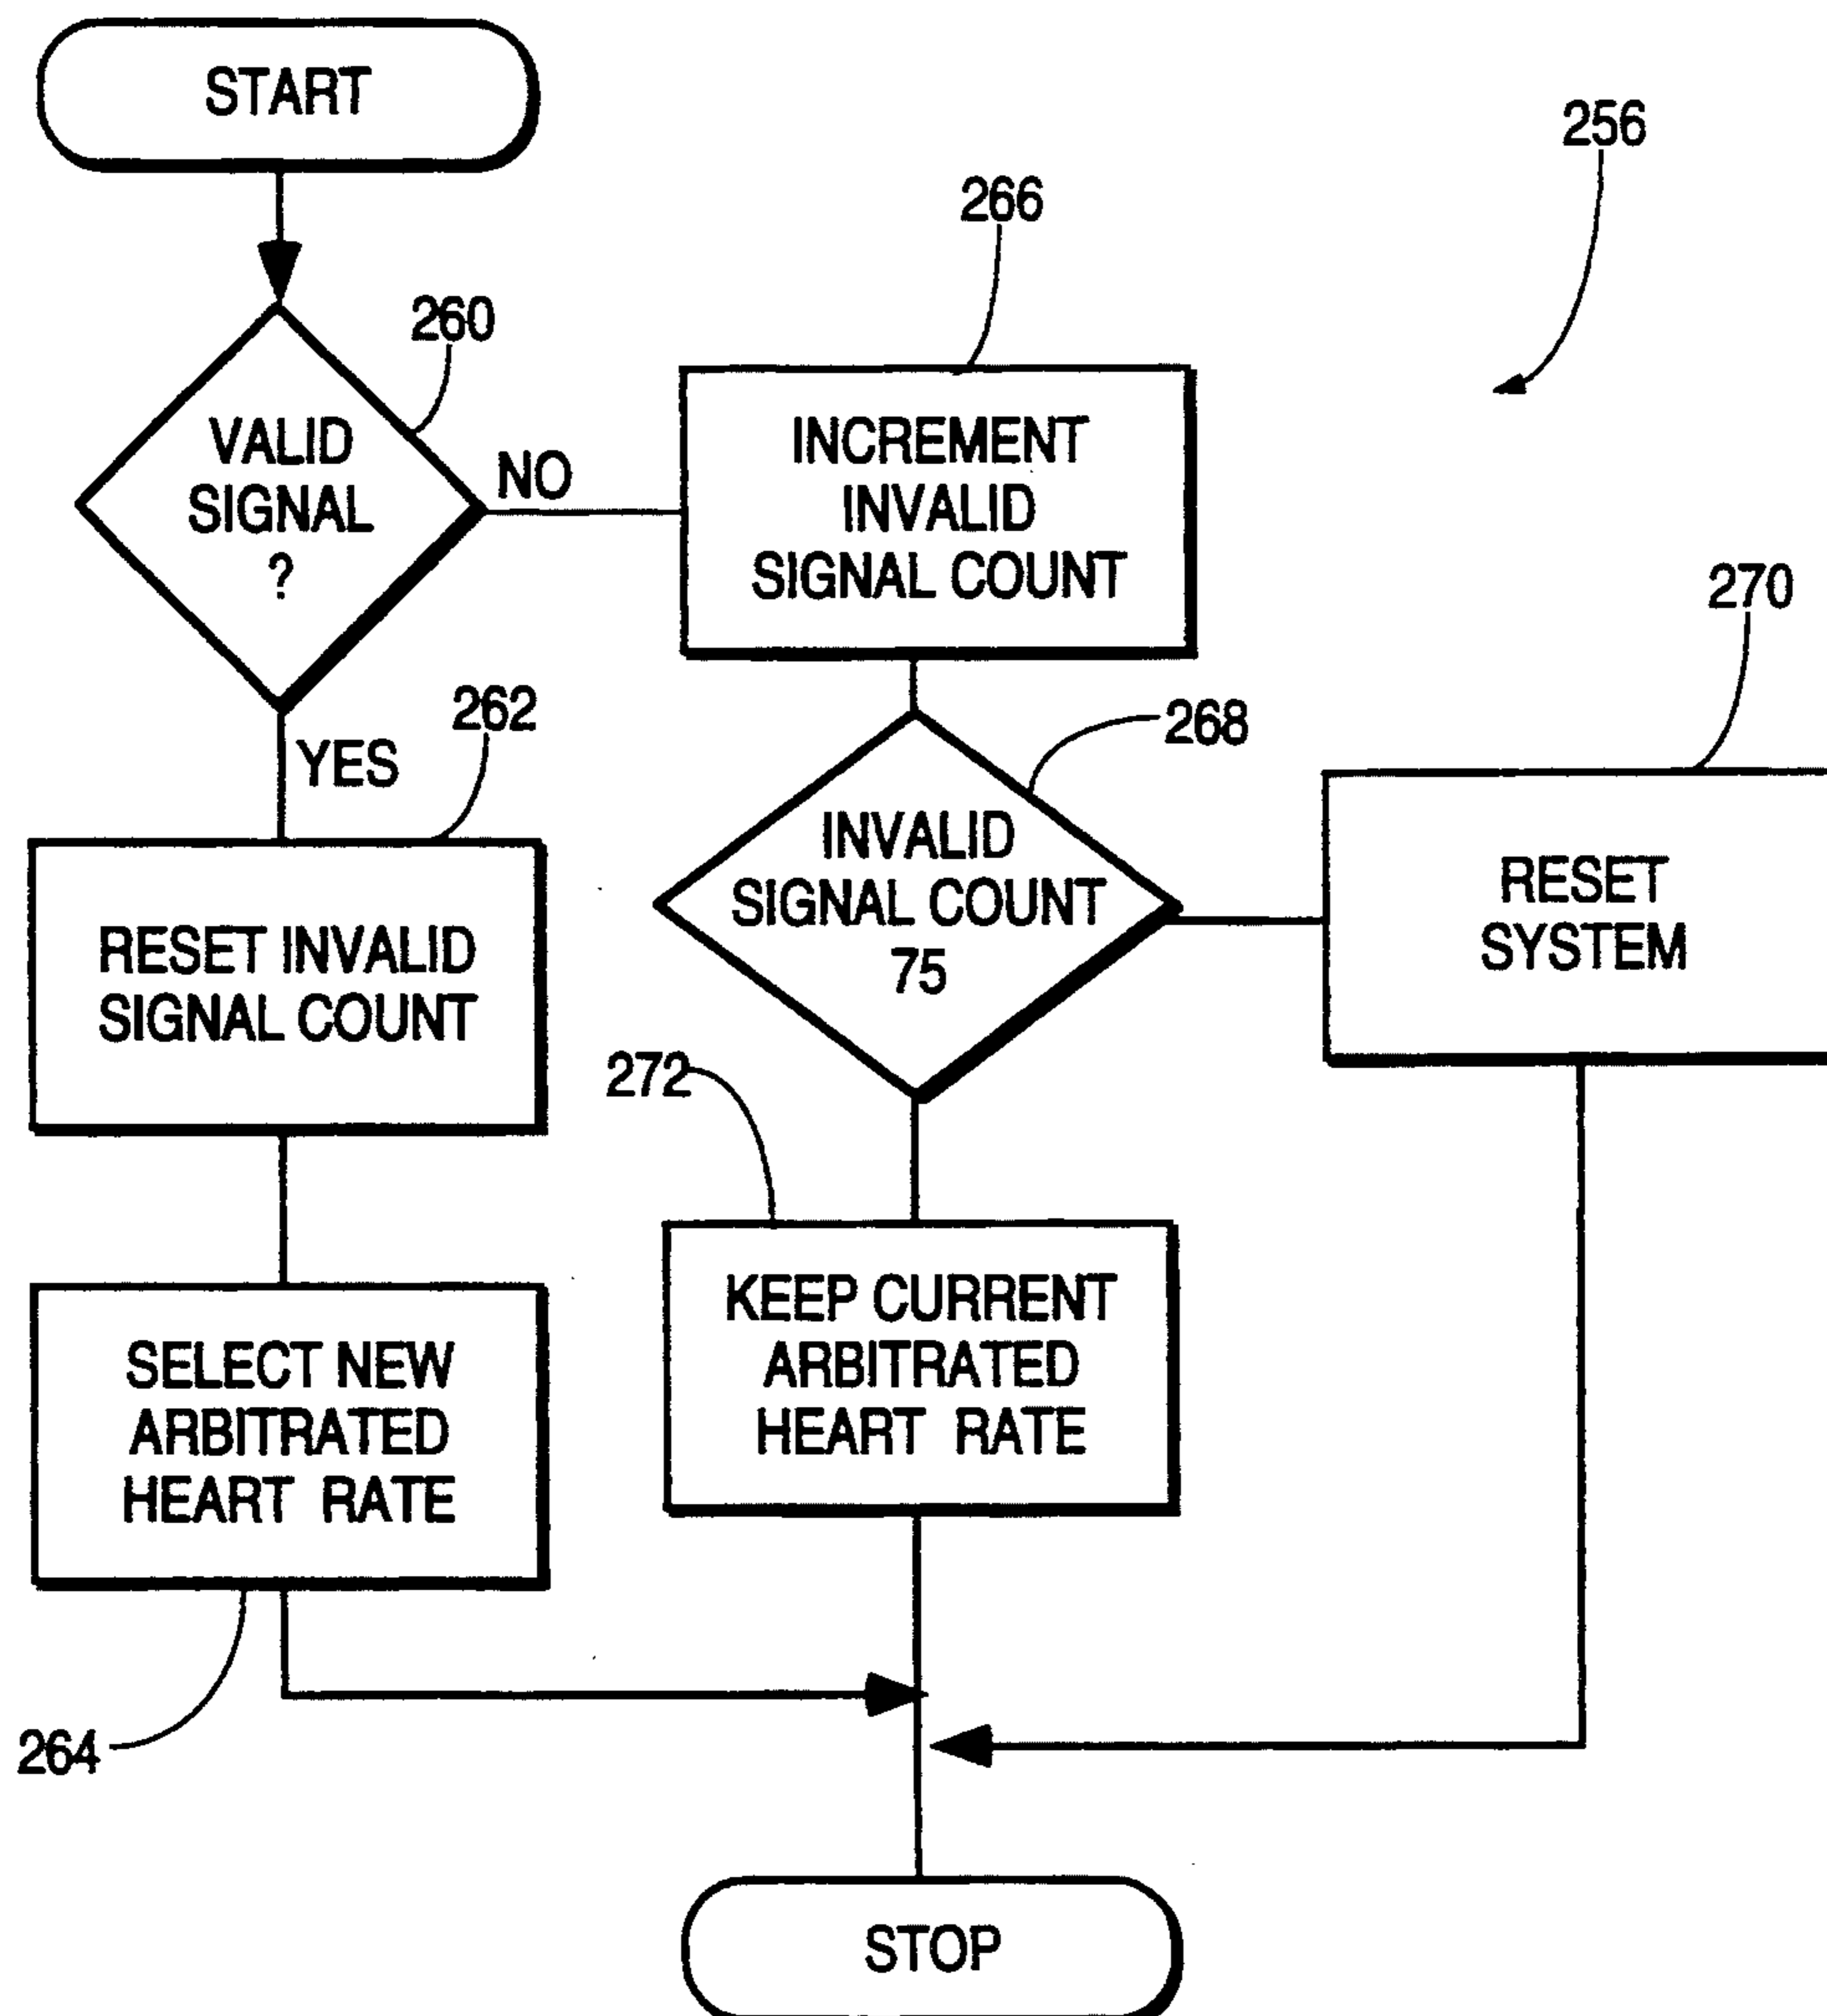 START
256
266
260
VALID
SIGNAL
?
NO
INCREMENT
INVALID
SIGNAL COUNT
270
262
YES
268
INVALID
SIGNAL COUNT
75
RESET
SYSTEM
RESET INVALID
SIGNAL COUNT
272
KEEP CURRENT
ARBITRATED
HEART RATE
SELECT NEW
ARBITRATED
HEART RATE
264
STOP